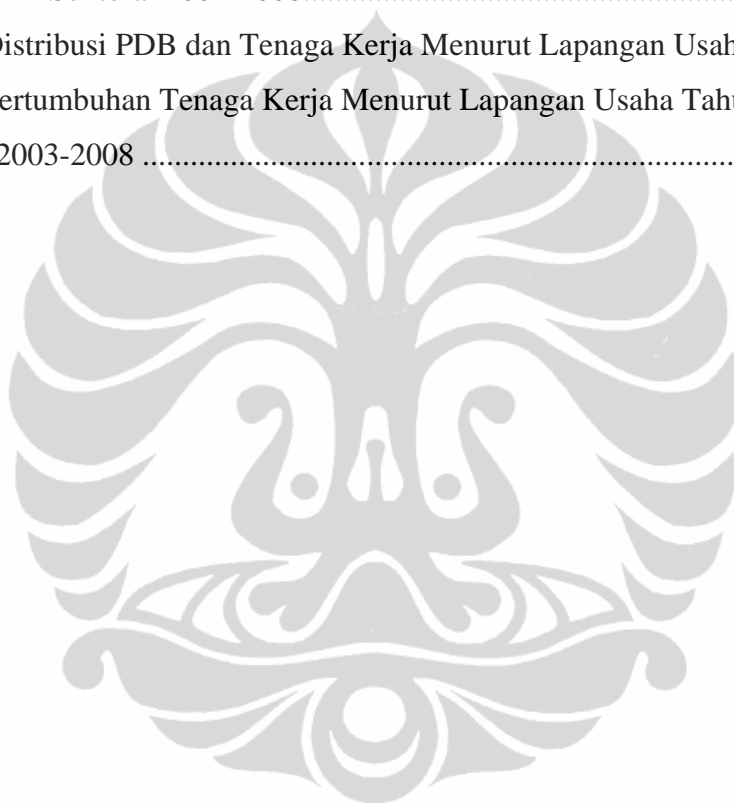 Distribusi PDB dan Tenaga Kerja Menurut Lapangan Usah
ertumbuhan Tenaga Kerja Menurut Lapangan Usaha Tahu
2003-2008 ..........................................................................